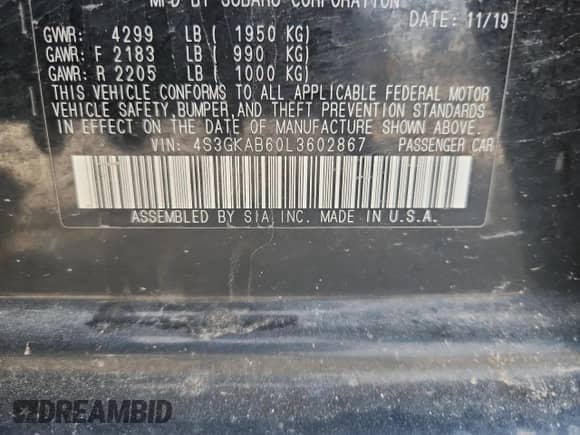 MFD BY SUBARU CORPORATION
DATE: 11/19
GVWR: 4299 LB ( 1950 KG)
GAWR: F 2183 LB ( 990 KG)
GAWR: R 2205 LB ( 1000 KG)
THIS VEHICLE CONFORMS TO ALL APPLICABLE FEDERAL MOTOR
VEHICLE SAFETY,BUMPER,AND THEFT PREVENTION STANDARDS
IN EFFECT ON THE DATE OF MANUFACTURE SHOWN ABOVE.
VIN: 4S3GKAB60L3602867 PASSENGER CAR
ASSEMBLED BY SIA,INC. MADE IN U.S.A.
DREAMBID